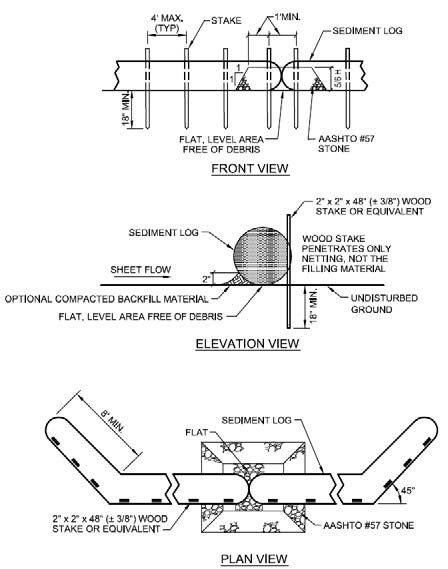 4' MAX.
(TYP)
STAKE
1'MIN.
SEDIMENT LOG
1
1
5/6 H
18" MIN.
FLAT, LEVEL AREA
FREE OF DEBRIS
AASHTO #57
STONE
FRONT VIEW
2" x 2" x 48" (± 3/8") WOOD
STAKE OR EQUIVALENT
SEDIMENT LOG
WOOD STAKE
PENETRATES ONLY
NETTING, NOT THE
FILLING MATERIAL
SHEET FLOW
2"
OPTIONAL COMPACTED BACKFILL MATERIAL
FLAT, LEVEL AREA FREE OF DEBRIS
18" MIN.
UNDISTURBED
GROUND
ELEVATION VIEW
8' MIN.
SEDIMENT LOG
FLAT
45°
2" x 2" x 48" (± 3/8") WOOD
STAKE OR EQUIVALENT
AASHTO #57 STONE
PLAN VIEW